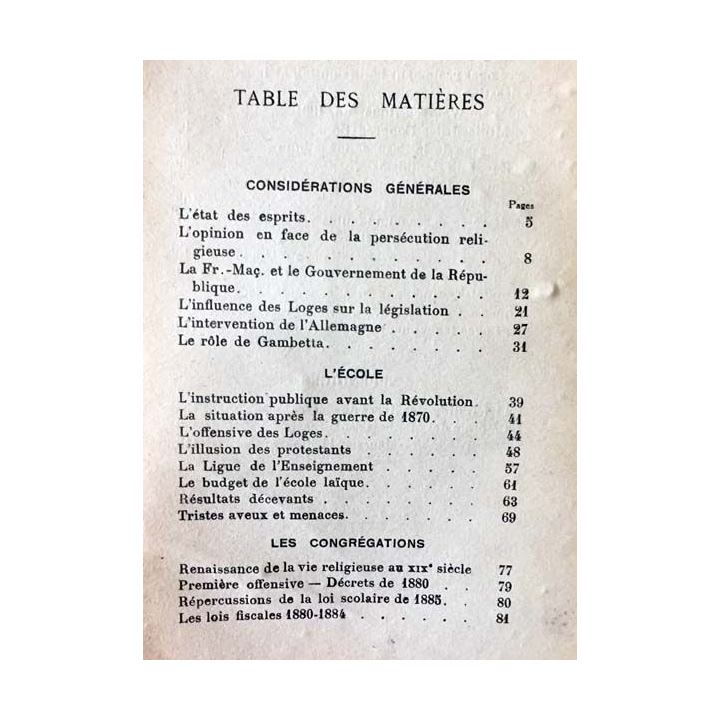 TABLE DES MATIÈRES
CONSIDÉRATIONS GÉNÉRALES
Pages
L'état des esprits. . . . . . . . . 5
L'opinion en face de la persécution reli-
gieuse. . . . . . . . . . . . 8
La Fr.-Maç. et le Gouvernement de la Répu-
blique. . . . . . . . . . . . 12
L'influence des Loges sur la législation . . 21
L'intervention de l'Allemagne . . . . . 27
Le rôle de Gambetta. . . . . . . . 31
L'ÉCOLE
L'instruction publique avant la Révolution. 39
La situation après la guerre de 1870. . . 41
L'offensive des Loges. . . . . . . . 44
L'illusion des protestants . . . . . . 48
La Ligue de l'Enseignement . . . . . 57
Le budget de l'école laïque. . . . . . 61
Résultats décevants . . . . . . . . 63
Tristes aveux et menaces. . . . . . . 69
LES CONGRÉGATIONS
Renaissance de la vie religieuse au XIXe siècle 77
Première offensive — Décrets de 1880 . . 79
Répercussions de la loi scolaire de 1885. . 80
Les lois fiscales 1880-1884 . . . . . . 81